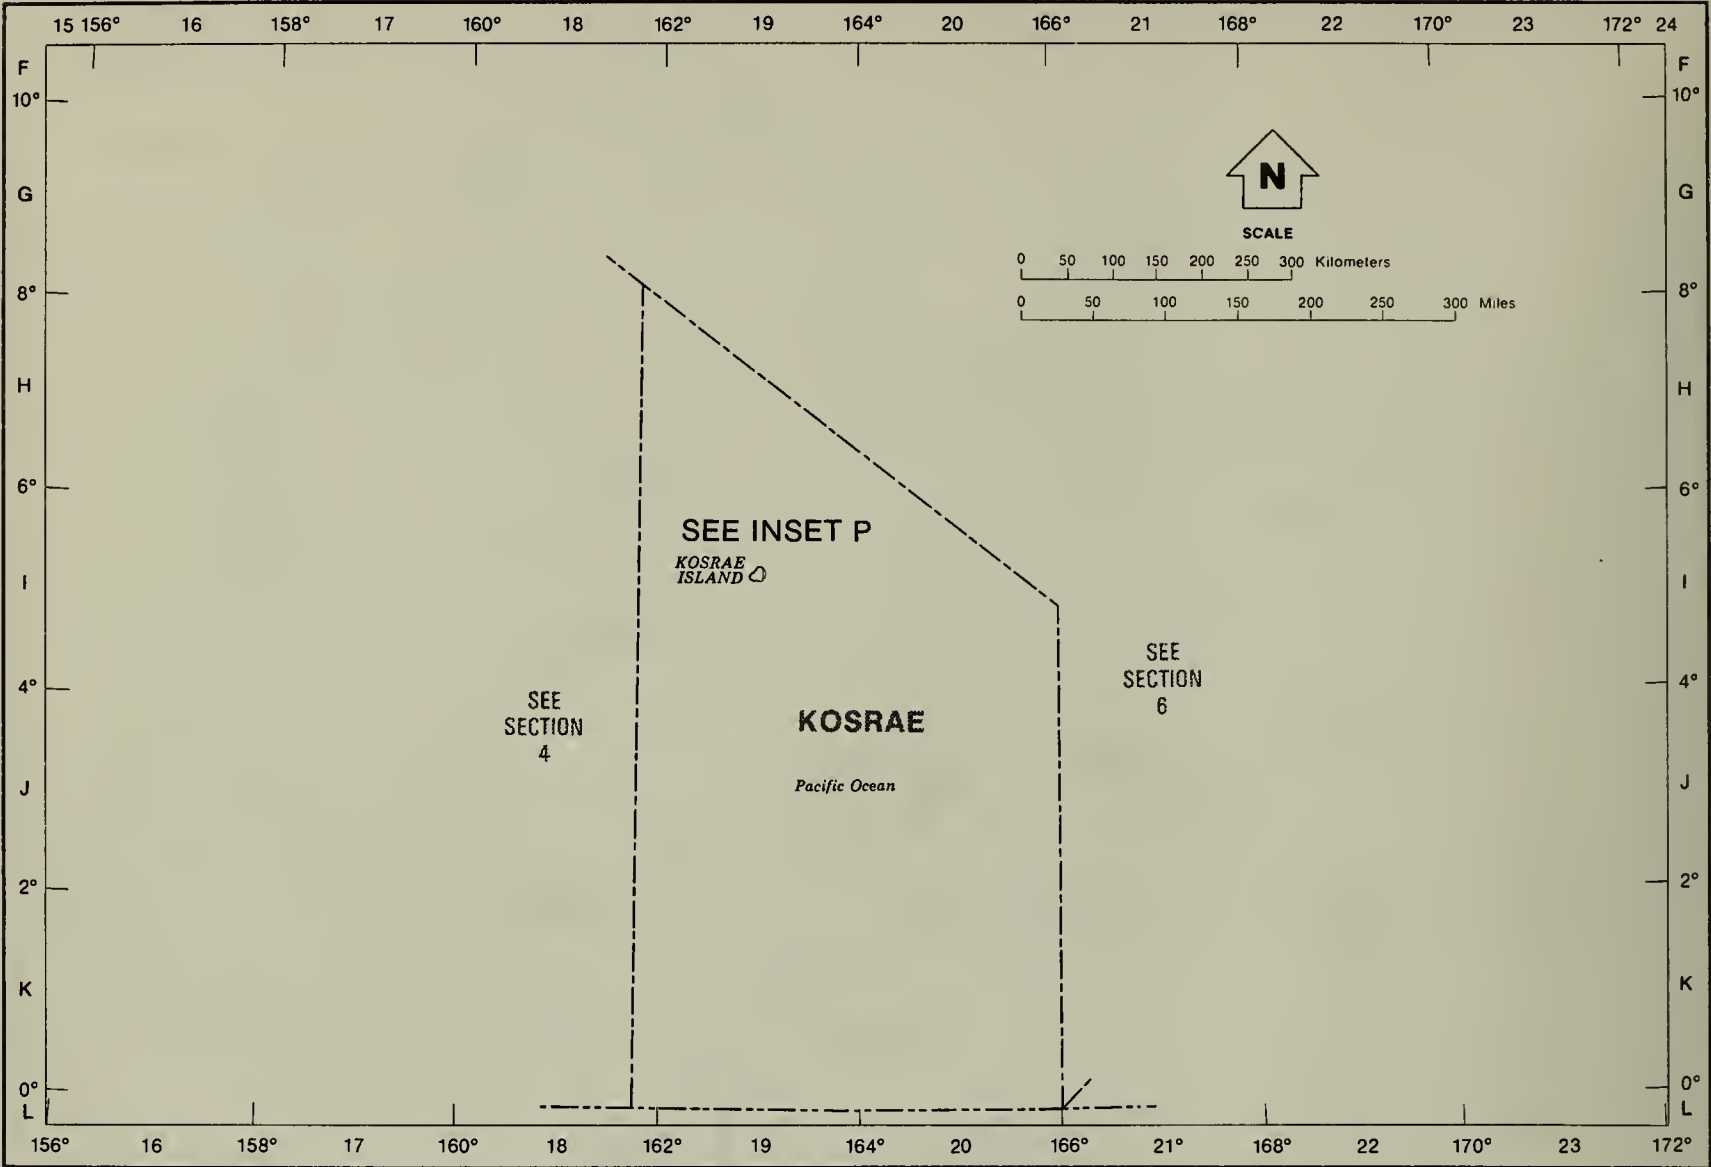 15 156° 16 158° 17 160° 18 162° 19 164° 20 166° 21 168° 22 170° 23 172° 24
F F
10° 10°
N
G G
SCALE
0 50 100 150 200 250 300 Kilometers
8° 8°
0 50 100 150 200 250 300 Miles
H H
6° 6°
SEE INSET P
KOSRAE
ISLAND
I I
SEE
SECTION
6
4° 4°
SEE
SECTION
4
KOSRAE
Pacific Ocean
J J
2° 2°
K K
0° 0°
L L
156° 16 158° 17 160° 18 162° 19 164° 20 166° 21° 168° 22 170° 23 172°